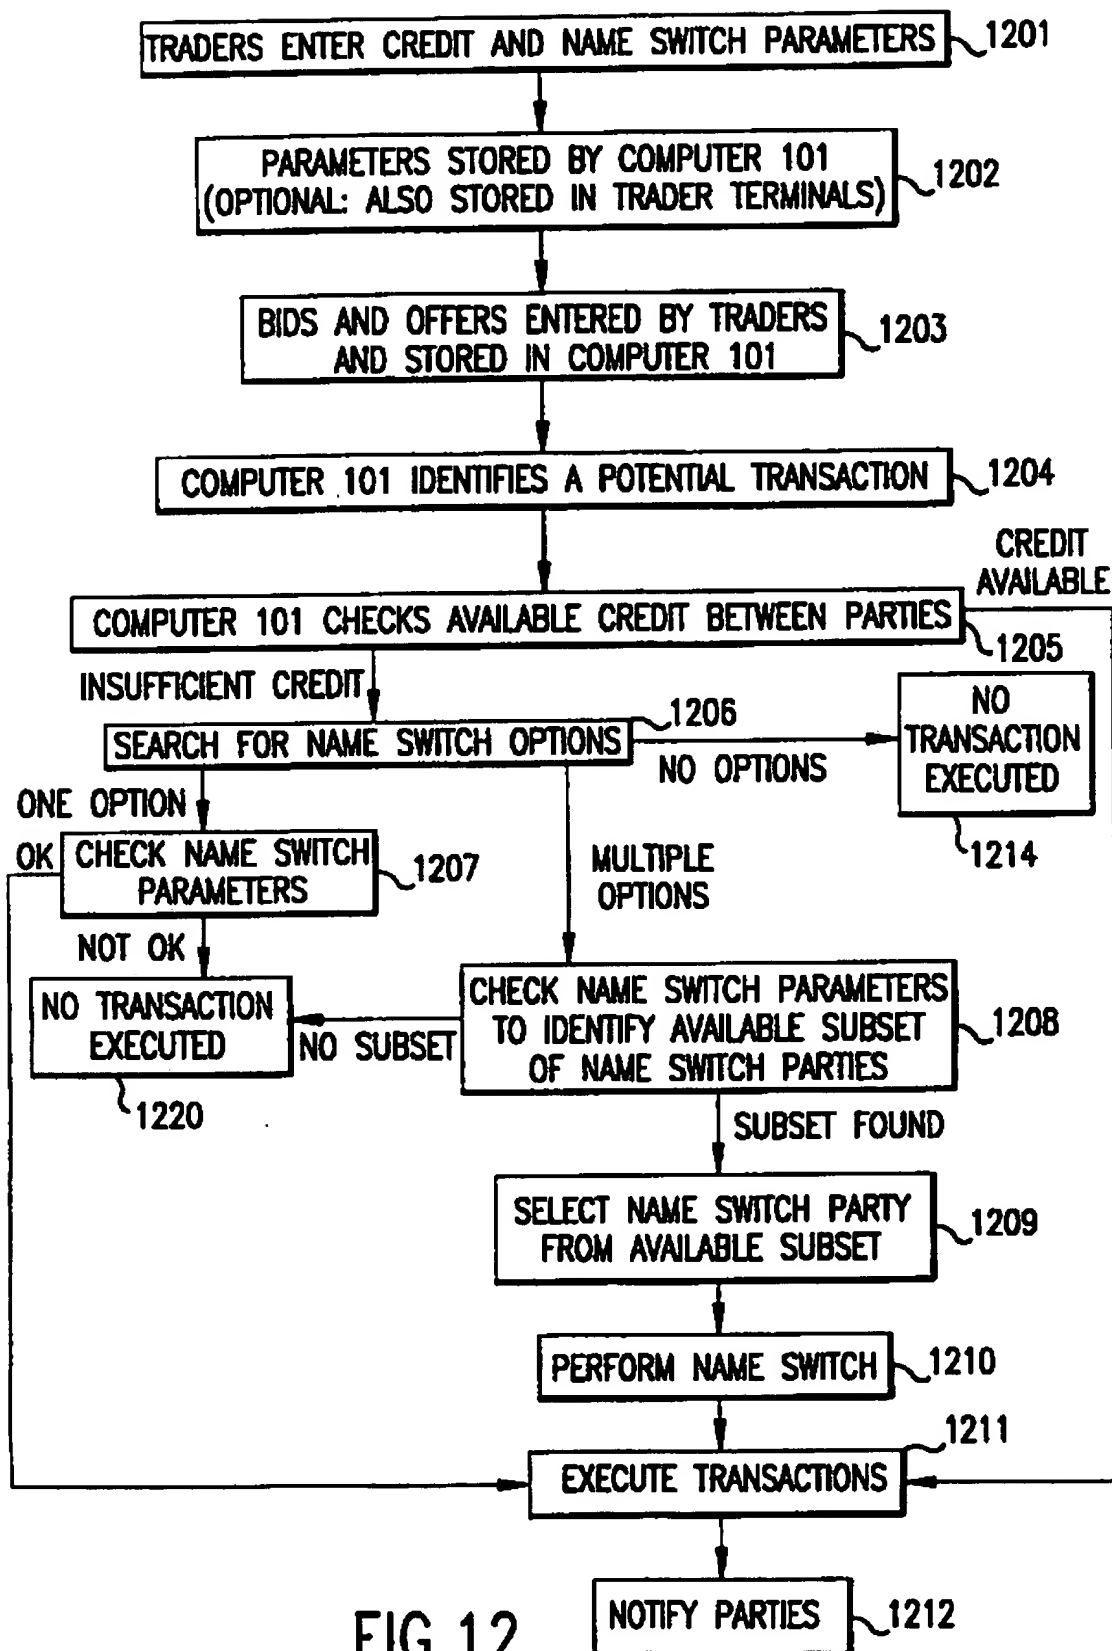 TRADERS ENTER CREDIT AND NAME SWITCH PARAMETERS
1201
PARAMETERS STORED BY COMPUTER 101
(OPTIONAL: ALSO STORED IN TRADER TERMINALS)
1202
BIDS AND OFFERS ENTERED BY TRADERS
AND STORED IN COMPUTER 101
1203
COMPUTER 101 IDENTIFIES A POTENTIAL TRANSACTION
1204
CREDIT
AVAILABLE
COMPUTER 101 CHECKS AVAILABLE CREDIT BETWEEN PARTIES
1205
INSUFFICIENT CREDIT
SEARCH FOR NAME SWITCH OPTIONS
1206
NO OPTIONS
NO
TRANSACTION
EXECUTED
1214
ONE OPTION
OK
CHECK NAME SWITCH
PARAMETERS
1207
MULTIPLE
OPTIONS
NOT OK
NO TRANSACTION
EXECUTED
1220
NO SUBSET
CHECK NAME SWITCH PARAMETERS
TO IDENTIFY AVAILABLE SUBSET
OF NAME SWITCH PARTIES
1208
SUBSET FOUND
SELECT NAME SWITCH PARTY
FROM AVAILABLE SUBSET
1209
PERFORM NAME SWITCH
1210
1211
EXECUTE TRANSACTIONS
NOTIFY PARTIES
1212
FIG. 12